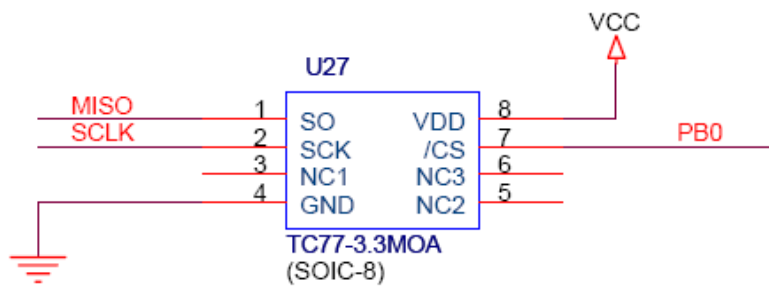 VCC
U27
MISO 1 SO VDD 8
SCLK 2 SCK /CS 7 PB0
3 NC1 NC3 6
4 GND NC2 5
TC77-3.3MOA
(SOIC-8)